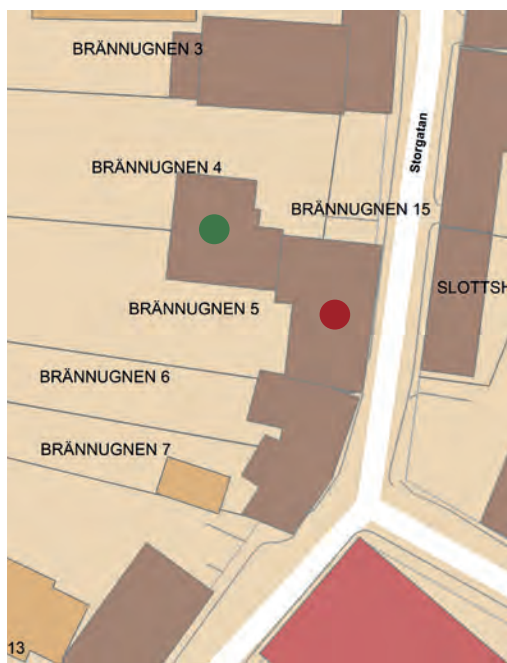 BRÄNNUGNEN 3
Storgatan
BRÄNNUGNEN 4
BRÄNNUGNEN 15
SLOTTSH
BRÄNNUGNEN 5
BRÄNNUGNEN 6
BRÄNNUGNEN 7
13